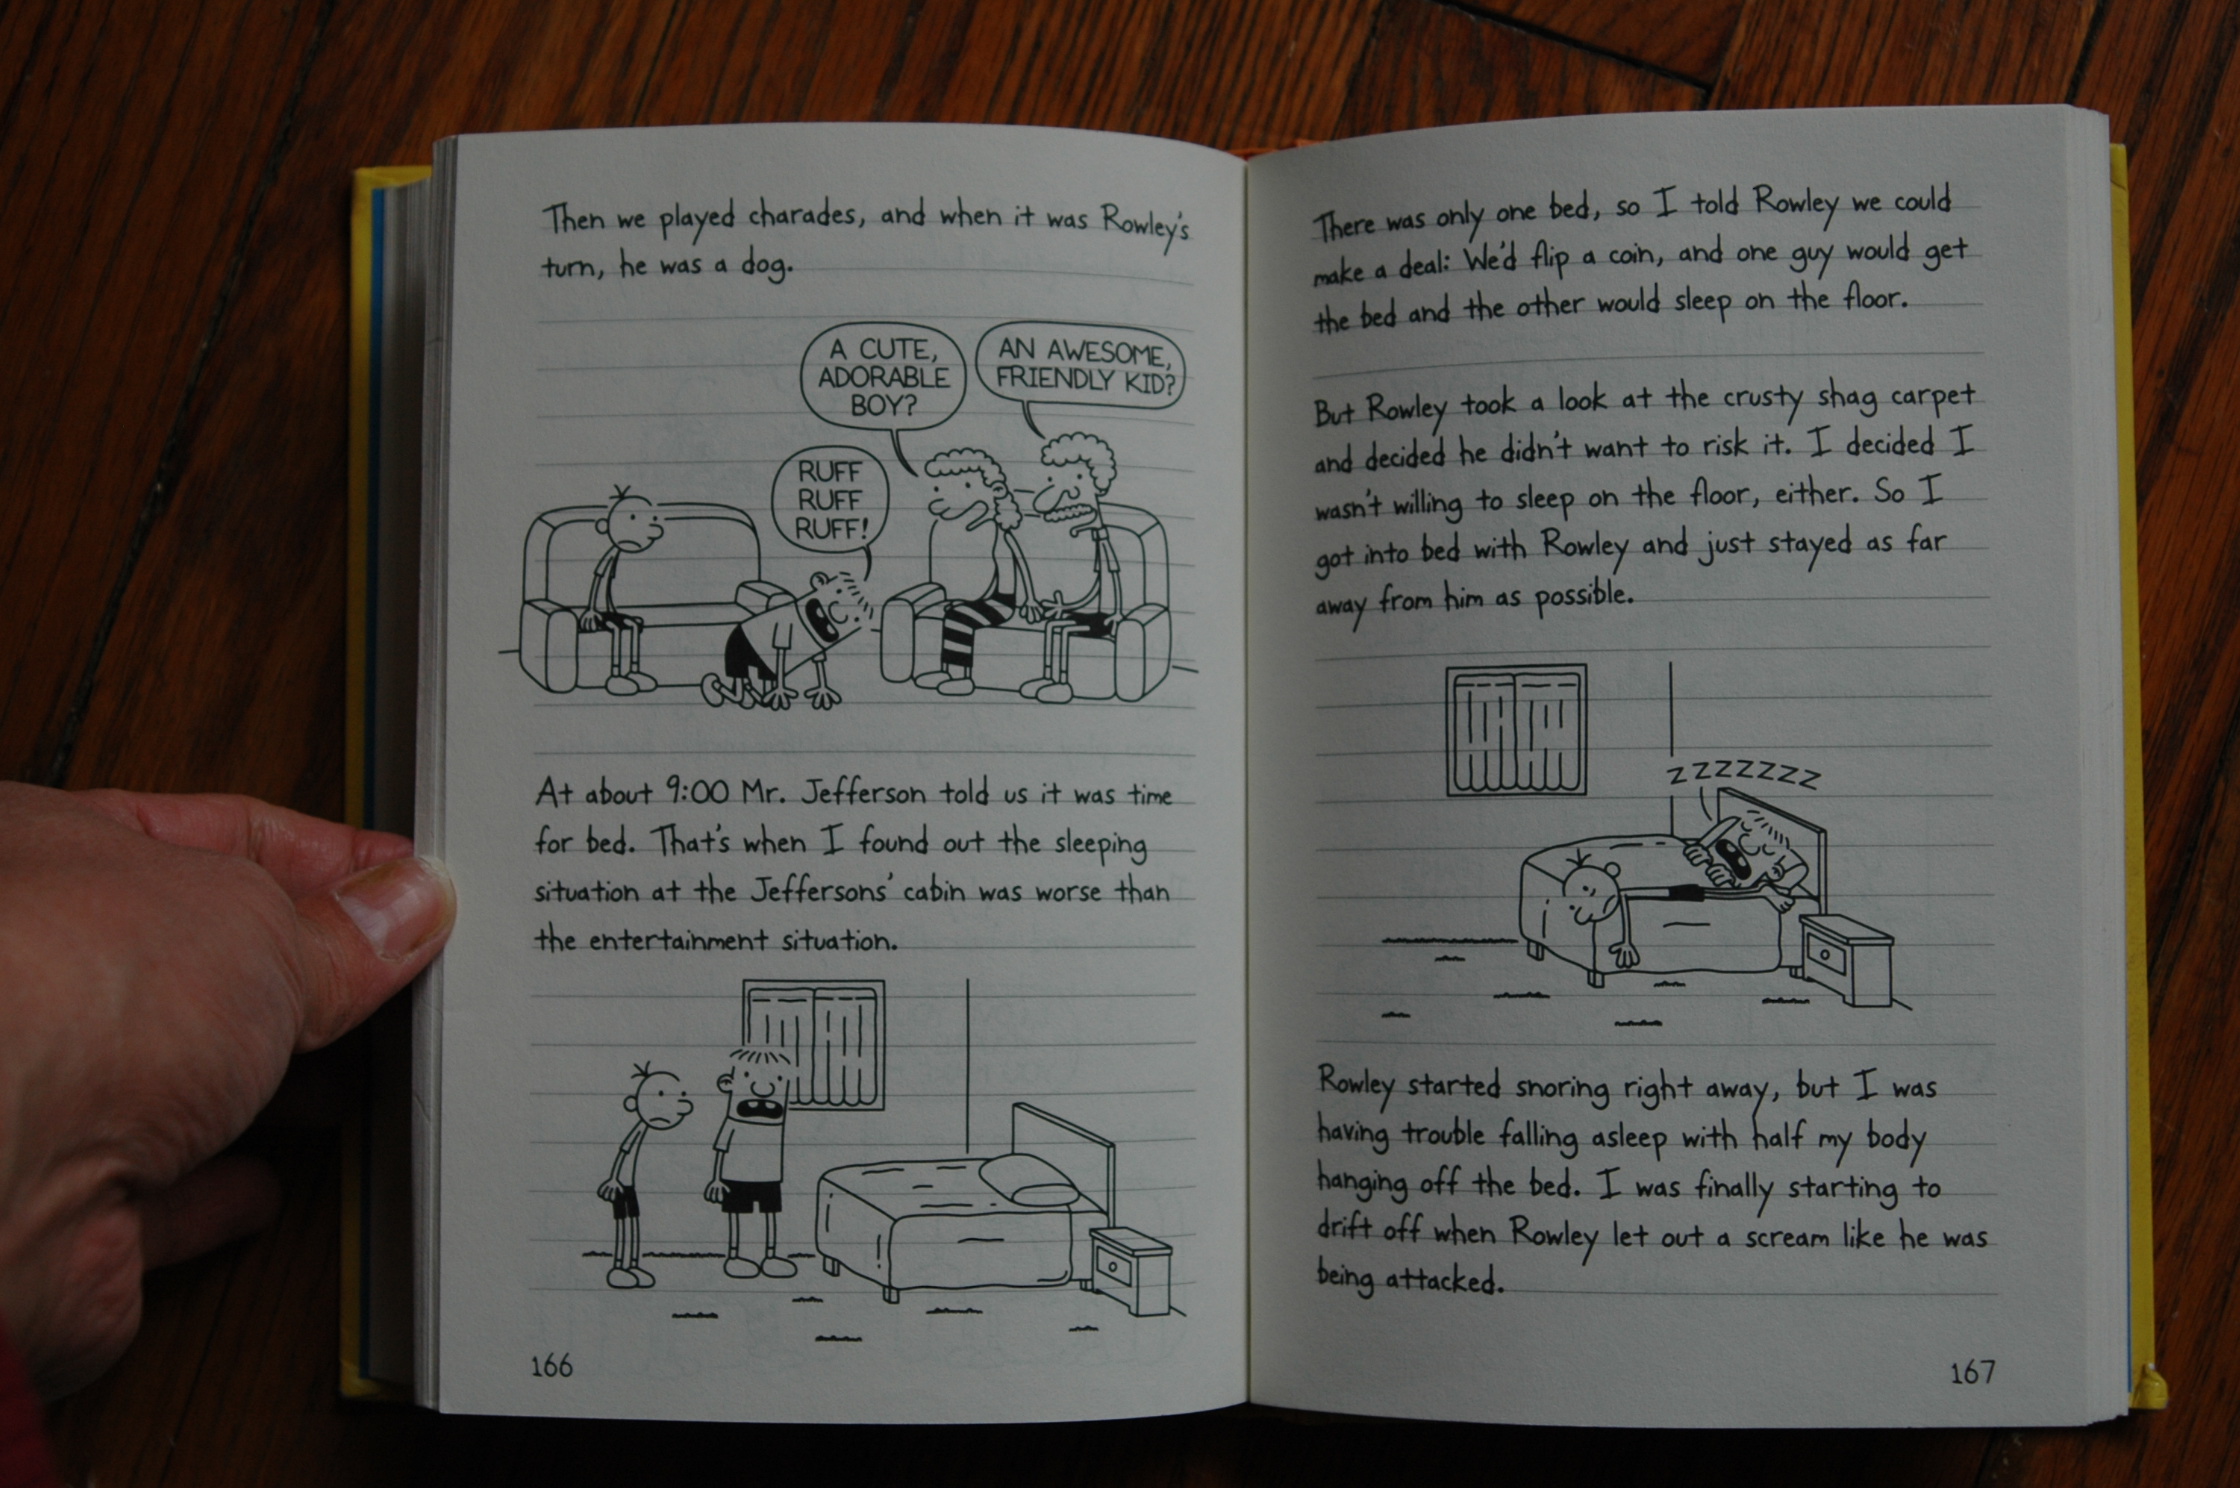 Then we played charades, and when it was Rowley's
turn, he was a dog.
A CUTE,
ADORABLE
BOY?
AN AWESOME,
FRIENDLY KID?
RUFF
RUFF
RUFF!
At about 9:00 Mr. Jefferson told us it was time
for bed. That's when I found out the sleeping
situation at the Jeffersons' cabin was worse than
the entertainment situation.
166
There was only one bed, so I told Rowley we could
make a deal: We'd flip a coin, and one guy would get
the bed and the other would sleep on the floor.
But Rowley took a look at the crusty shag carpet
and decided he didn't want to risk it. I decided I
wasn't willing to sleep on the floor, either. So I
got into bed with Rowley and just stayed as far
away from him as possible.
ZZZZZZZ
Rowley started snoring right away, but I was
having trouble falling asleep with half my body
hanging off the bed. I was finally starting to
drift off when Rowley let out a scream like he was
being attacked.
167